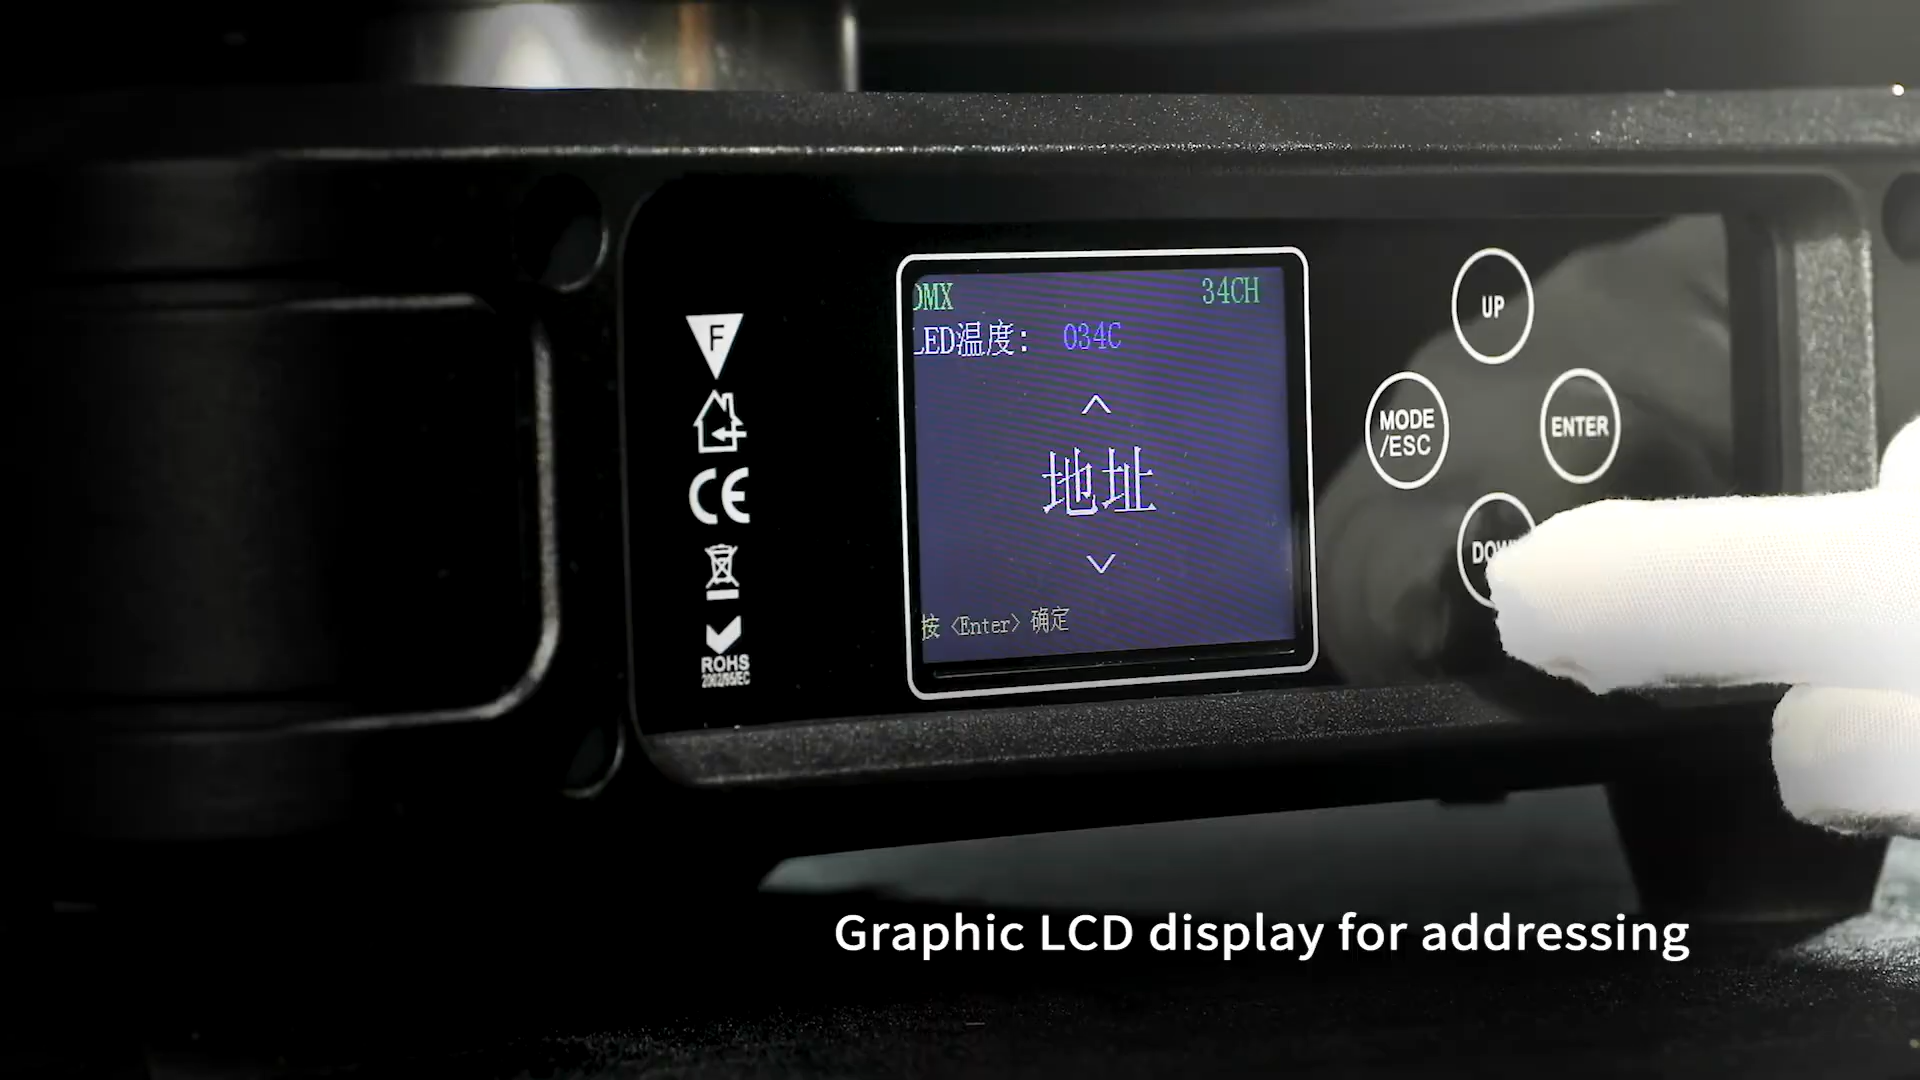 DMX 34CH
LED温度: 034C
地址
按 <Enter> 确定
F
CE
ROHS
2002/95/EC
UP
MODE
/ESC
ENTER
Graphic LCD display for addressing